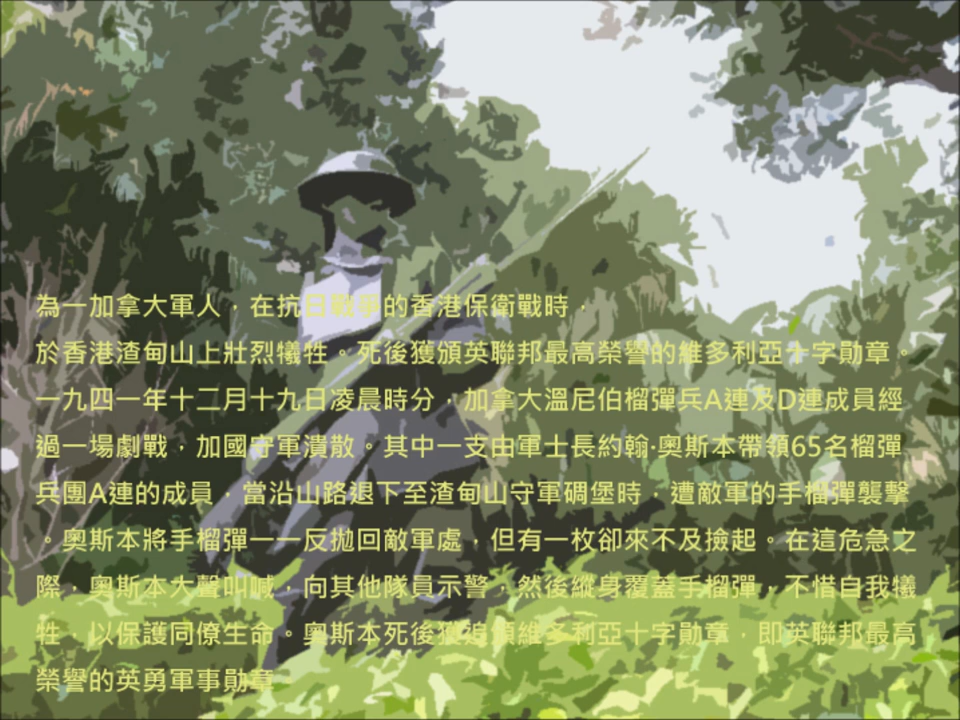 為一加拿大軍人，在抗日戰爭的香港保衛戰時，
於香港渣甸山上壯烈犧牲。死後獲頒英聯邦最高榮譽的維多利亞十字勛章。
一九四一年十二月十九日凌晨時分，加拿大溫尼伯榴彈兵A連及D連成員經
過一場劇戰，加國守軍潰散。其中一支由軍士長約翰·奧斯本帶領65名榴彈
兵團A連的成員，當沿山路退下至渣甸山守軍碉堡時，遭敵軍的手榴彈襲擊
。奧斯本將手榴彈一一反拋回敵軍處，但有一枚卻來不及撿起。在這危急之
際，奧斯本大聲叫喊，向其他隊員示警，然後縱身覆蓋手榴彈，不惜自我犧
牲，以保護同僚生命。奧斯本死後獲追頒維多利亞十字勛章，即英聯邦最高
榮譽的英勇軍事勛章